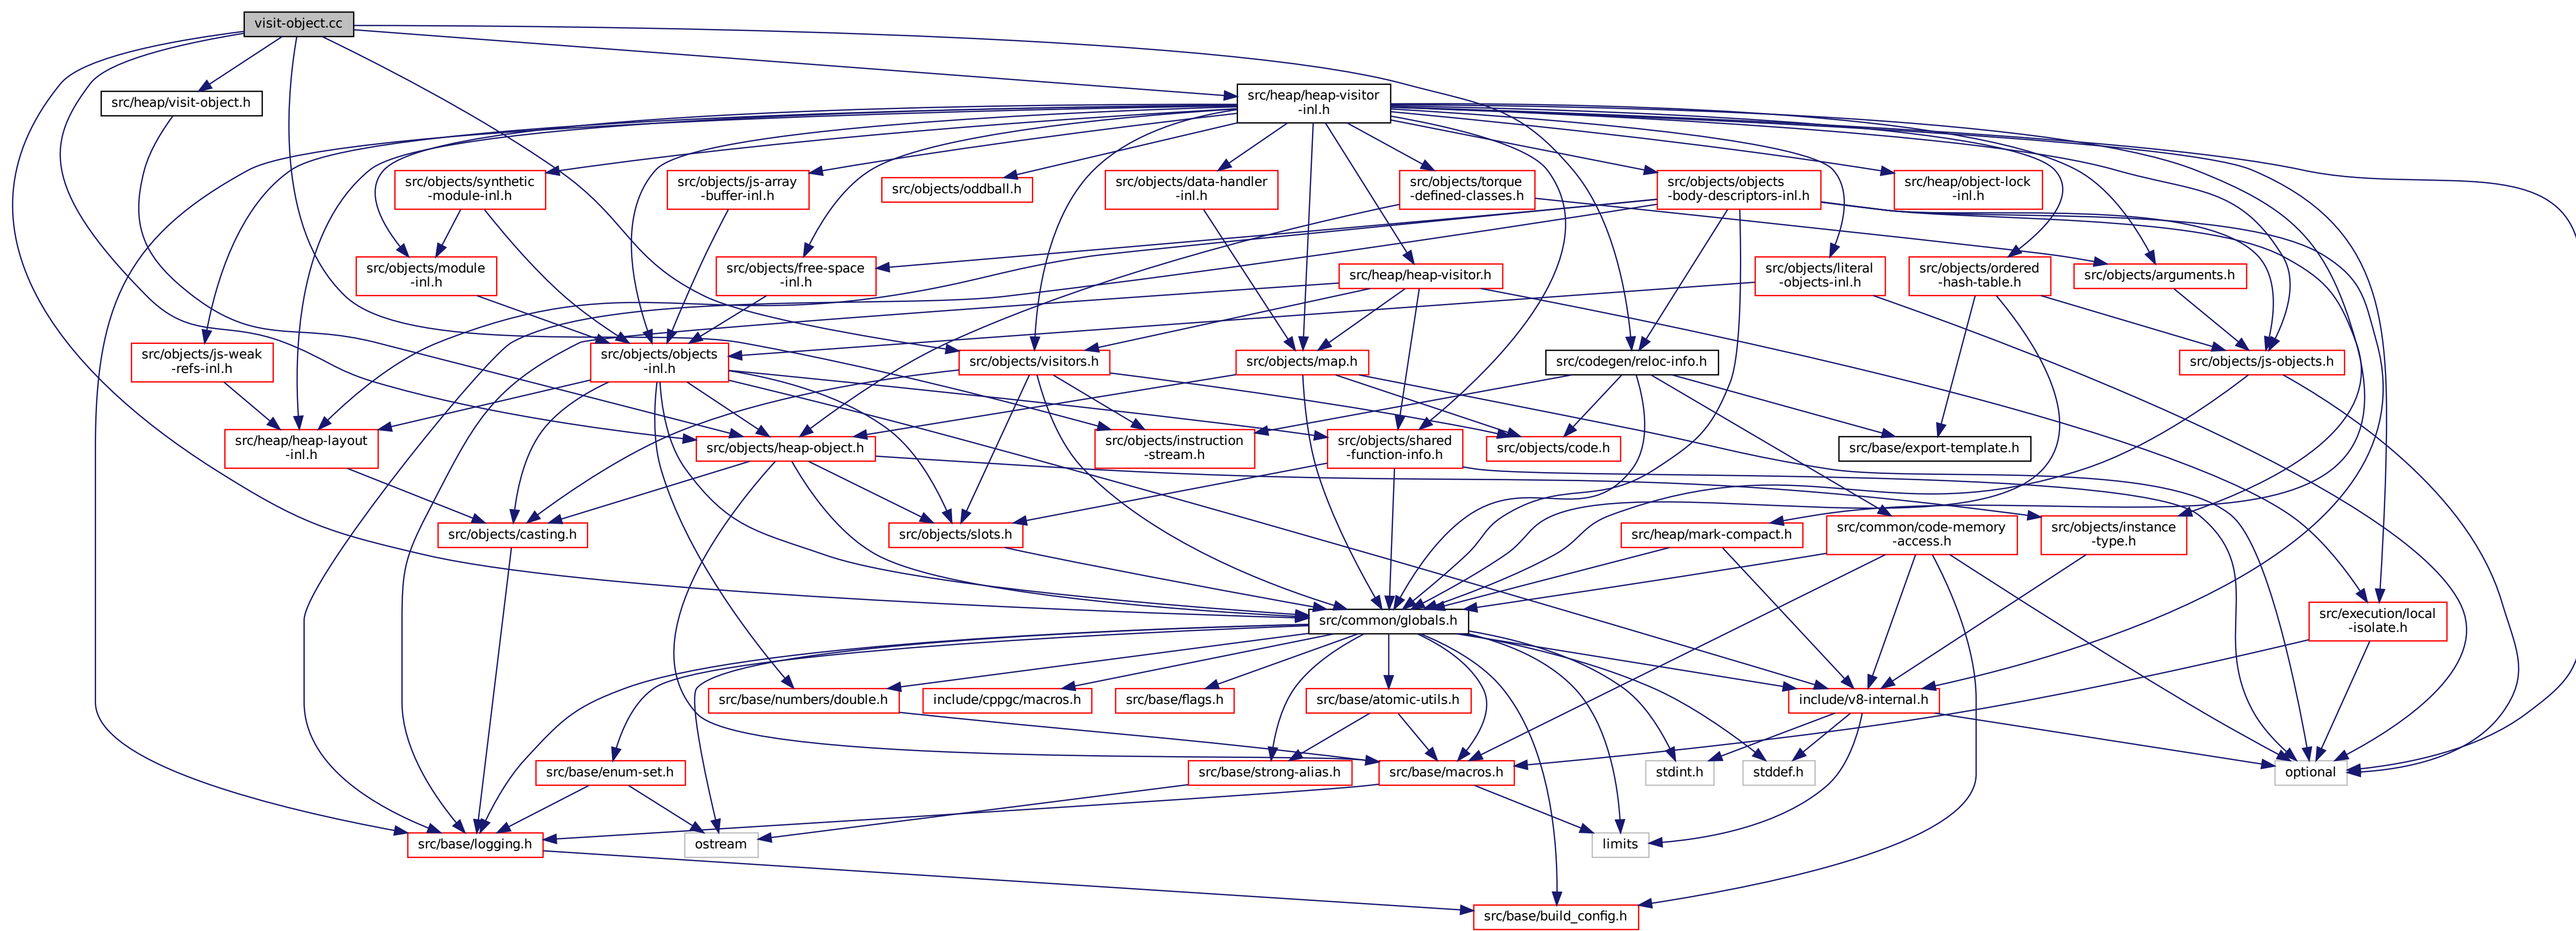 visit-object.cc
src/heap/visit-object.h
src/heap/heap-visitor
-inl.h
src/objects/synthetic
-module-inl.h
src/objects/js-array
-buffer-inl.h
src/objects/oddball.h
src/objects/data-handler
-inl.h
src/objects/torque
-defined-classes.h
src/objects/objects
-body-descriptors-inl.h
src/heap/object-lock
-inl.h
src/objects/module
-inl.h
src/objects/free-space
-inl.h
src/heap/heap-visitor.h
src/objects/literal
-objects-inl.h
src/objects/ordered
-hash-table.h
src/objects/arguments.h
src/objects/js-weak
-refs-inl.h
src/objects/objects
-inl.h
src/objects/visitors.h
src/objects/map.h
src/codegen/reloc-info.h
src/objects/js-objects.h
src/heap/heap-layout
-inl.h
src/objects/heap-object.h
src/objects/instruction
-stream.h
src/objects/shared
-function-info.h
src/objects/code.h
src/base/export-template.h
src/objects/casting.h
src/objects/slots.h
src/heap/mark-compact.h
src/common/code-memory
-access.h
src/objects/instance
-type.h
src/common/globals.h
src/execution/local
-isolate.h
src/base/numbers/double.h
include/cppgc/macros.h
src/base/flags.h
src/base/atomic-utils.h
include/v8-internal.h
src/base/enum-set.h
src/base/strong-alias.h
src/base/macros.h
stdint.h
stddef.h
optional
src/base/logging.h
ostream
limits
src/base/build_config.h